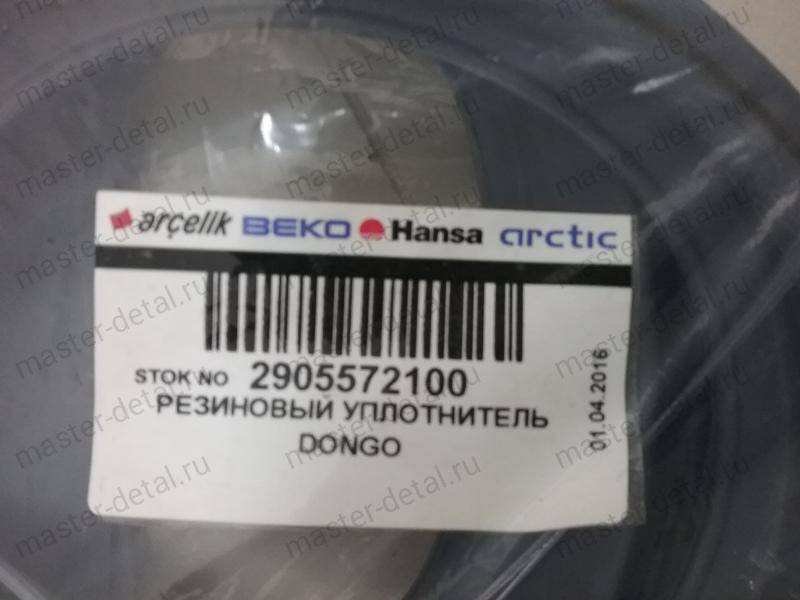 arçelik BEKO Hansa arctic
STOK NO 2905572100
РЕЗИНОВЫЙ УПЛОТНИТЕЛЬ
DONGO
01.04.2016
master-detal.ru